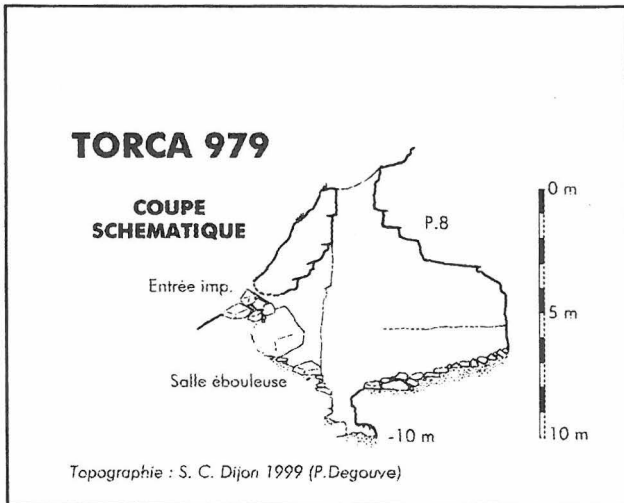 TORCA 979
COUPE
SCHEMATIQUE
0 m
P.8
Entrée imp.
5 m
Salle ébouleuse
-10 m
10 m
Topographie : S. C. Dijon 1999 (P.Degouve)